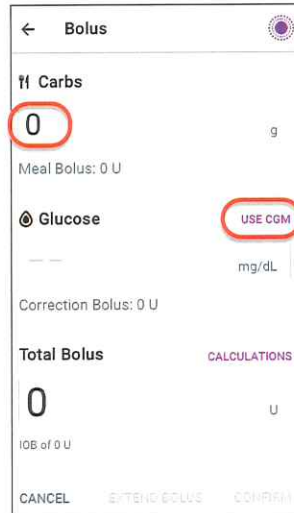 ← Bolus
Carbs
0 g
Meal Bolus: 0 U
Glucose USE CGM
-- mg/dL
Correction Bolus: 0 U
Total Bolus CALCULATIONS
0 U
IOB of 0 U
CANCEL EXTEND BOLUS CONFIRM